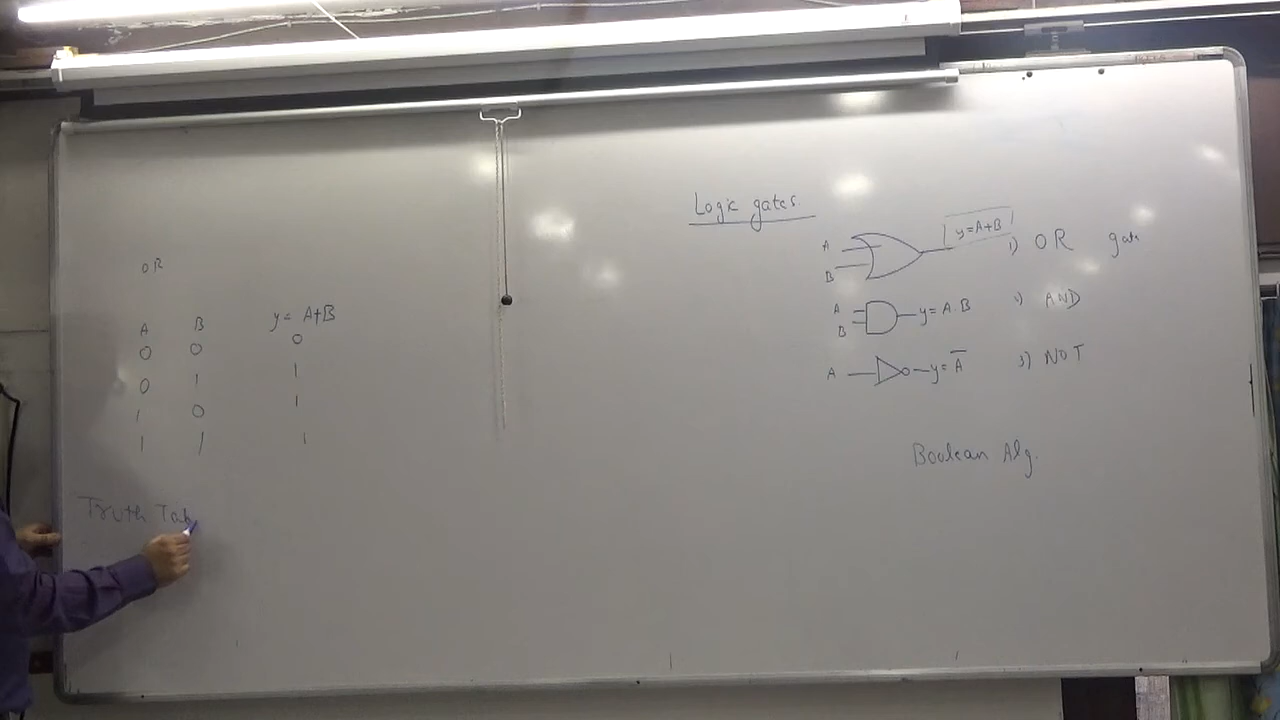 OR
A B y = A+B
0 0 0
0 1 1
1 0 1
1 1 1
Truth Tab
Logic gates.
A
B
y=A+B
1) OR gate
A
B
y= A.B
AND
A
y= A̅
3) NOT
Boolean Alg.